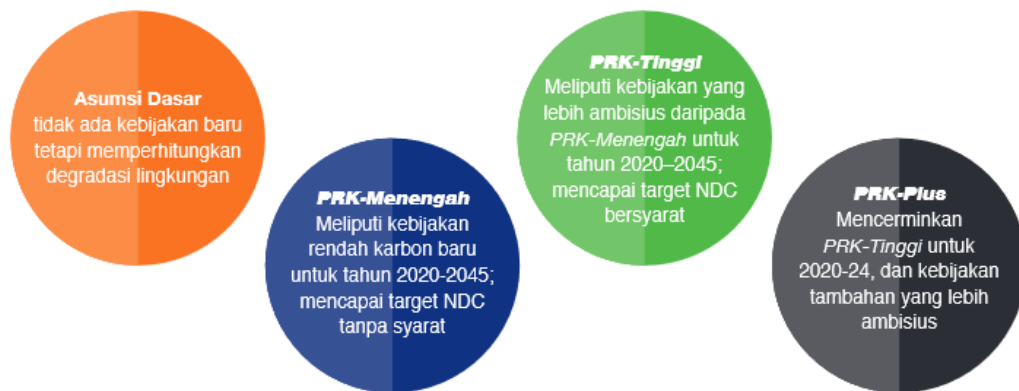 Asumsi Dasar
tidak ada kebijakan baru
tetapi memperhitungkan
degradasi lingkungan
PRK-Menengah
Meliputi kebijakan
rendah karbon baru
untuk tahun 2020-2045;
mencapai target NDC
tanpa syarat
PRK-Tinggi
Meliputi kebijakan yang
lebih ambisius daripada
PRK-Menengah untuk
tahun 2020–2045;
mencapai target NDC
bersyarat
PRK-Plus
Mencerminkan
PRK-Tinggi untuk
2020-24, dan kebijakan
tambahan yang lebih
ambisius